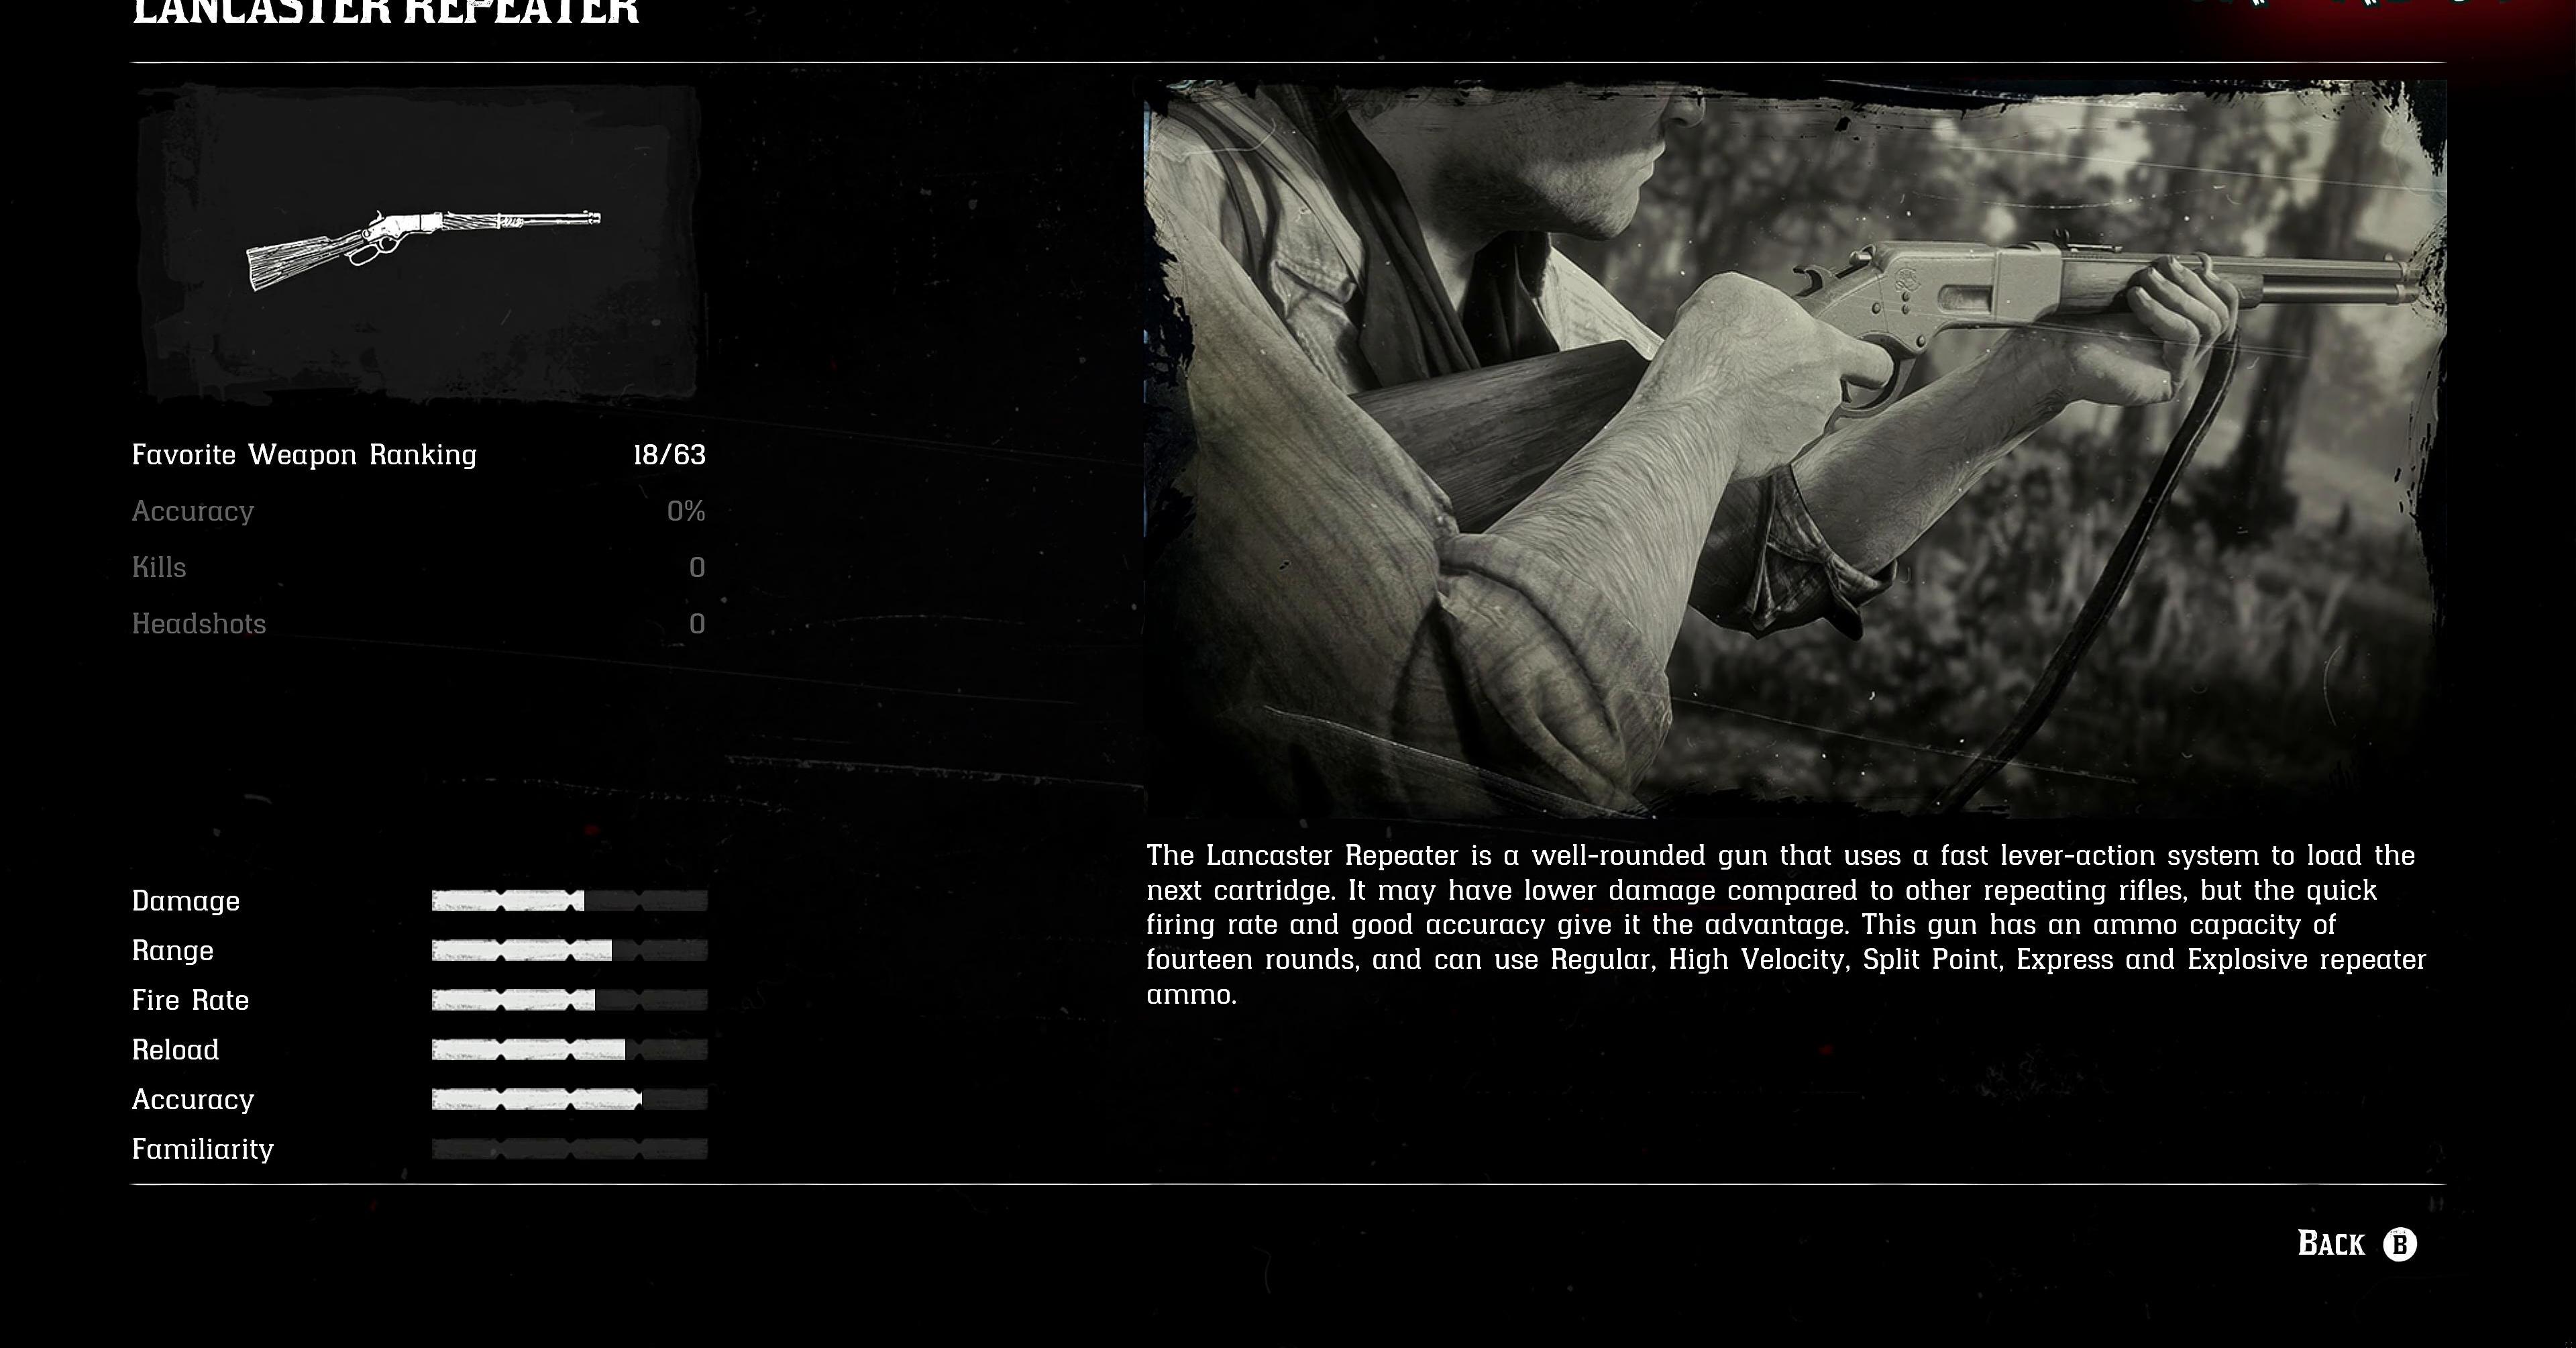 LANCASTER REPEATER
Favorite Weapon Ranking 18/63
Accuracy 0%
Kills 0
Headshots 0
Damage
Range
Fire Rate
Reload
Accuracy
Familiarity
The Lancaster Repeater is a well-rounded gun that uses a fast lever-action system to load the
next cartridge. It may have lower damage compared to other repeating rifles, but the quick
firing rate and good accuracy give it the advantage. This gun has an ammo capacity of
fourteen rounds, and can use Regular, High Velocity, Split Point, Express and Explosive repeater
ammo.
BACK B